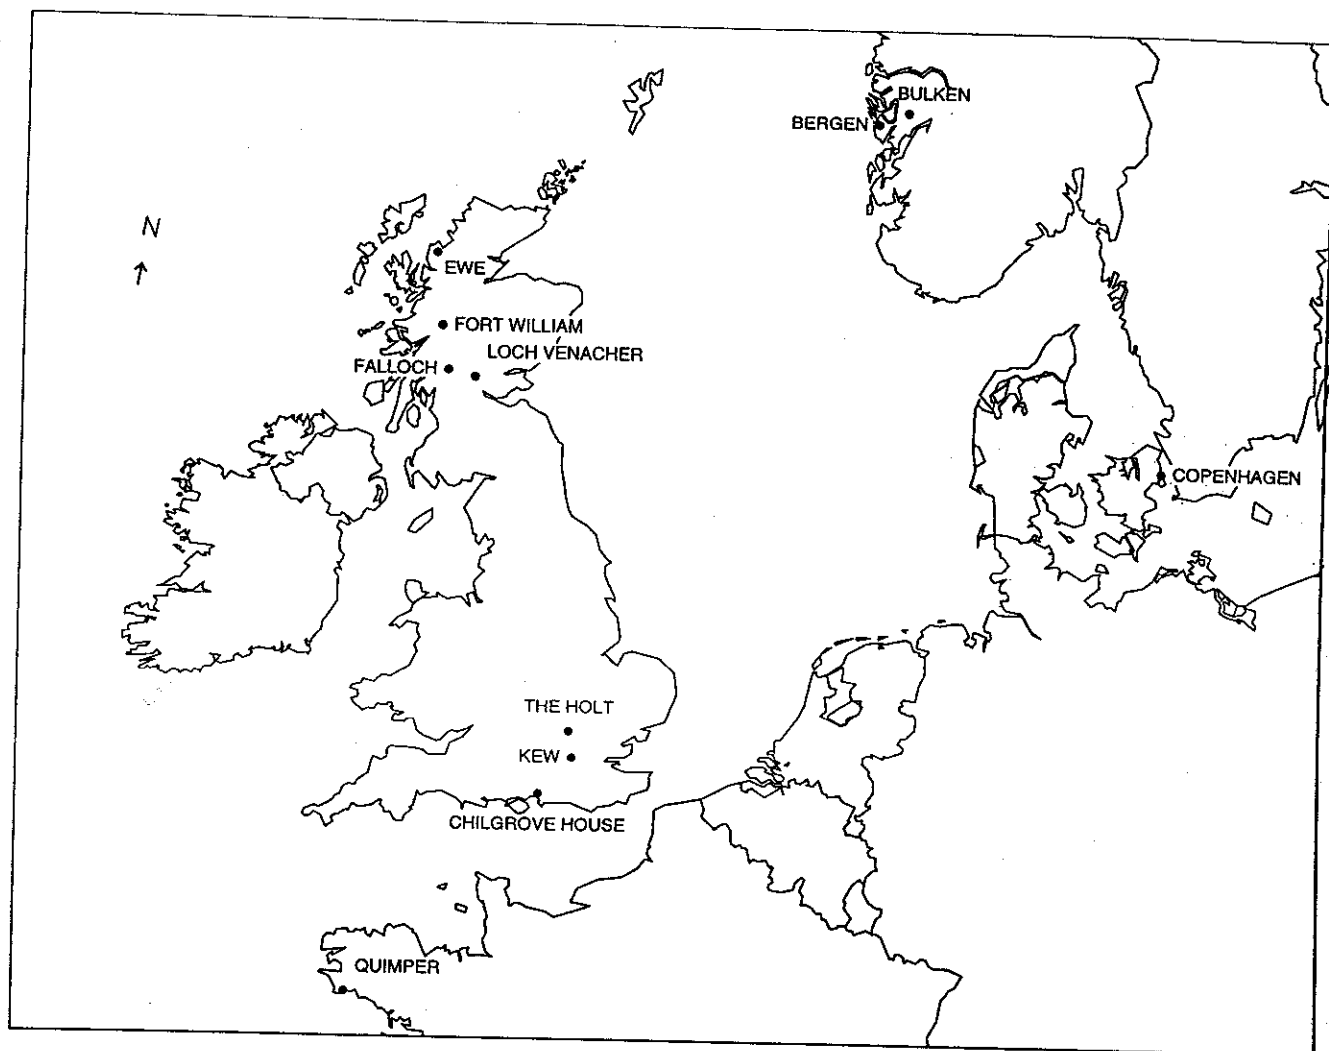 BULKEN
BERGEN
N
EWE
FORT WILLIAM
LOCH VENACHER
FALLOCH
COPENHAGEN
THE HOLT
KEW
CHILGROVE HOUSE
QUIMPER